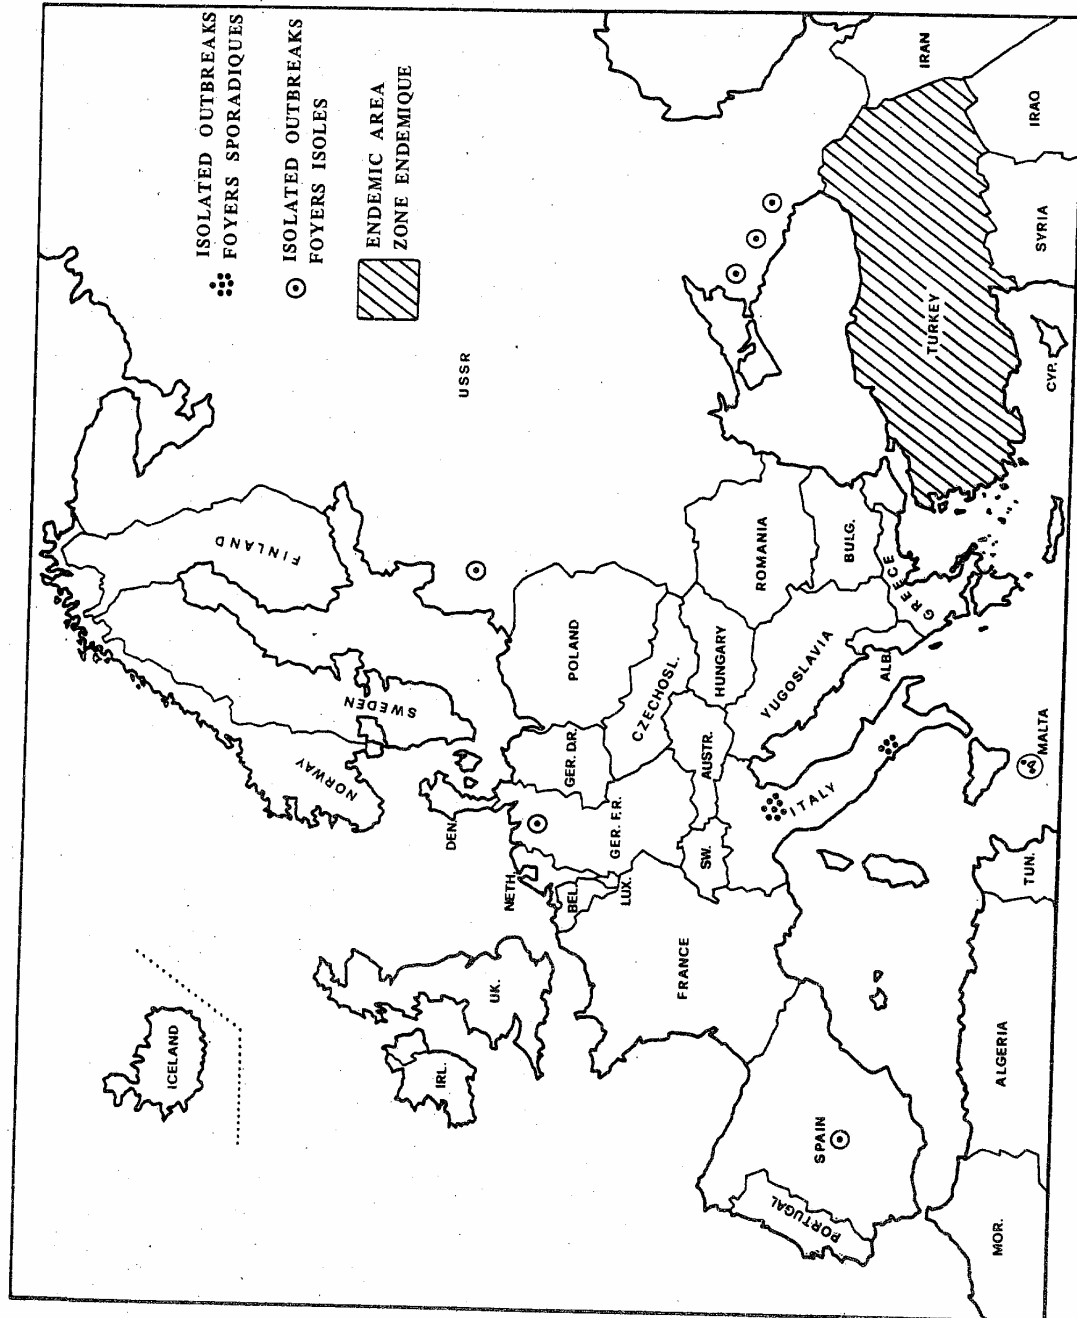 ISOLATED OUTBREAKS
FOYERS SPORADIQUES
ISOLATED OUTBREAKS
FOYERS ISOLES
ENDEMIC AREA
ZONE ENDEMIQUE
ICELAND
NORWAY
SWEDEN
FINLAND
USSR
IRL.
UK.
DEN.
NETH.
BEL.
LUX.
GER. F.R.
GER. D.R.
POLAND
CZECHOSL.
FRANCE
SW.
AUSTR.
HUNGARY
ROMANIA
PORTUGAL
SPAIN
ITALY
YUGOSLAVIA
BULG.
ALB.
GREECE
TURKEY
IRAN
MOR.
ALGERIA
TUN.
MALTA
CYP.
SYRIA
IRAQ